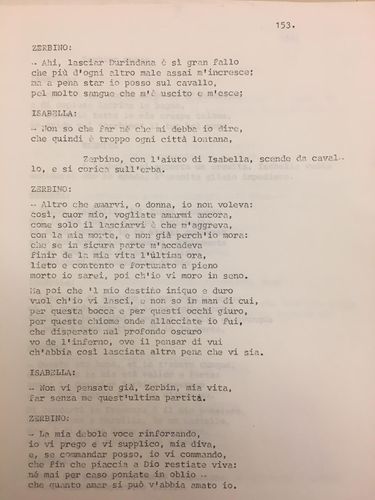 153.
ZERBINO:
- Ahi, lasciar Durindana è sì gran fallo
che più d'ogni altro male assai m'incresce;
ma a pena star io posso sul cavallo,
pel molto sangue che m'è uscito e m'esce;
ISABELLA:
- Non so che far né che mi debba io dire,
che quindi è troppo ogni città lontana,
Zerbino, con l'aiuto di Isabella, scende da caval-
lo, e si corica sull'erba.
ZERBINO:
- Altro che amarvi, o donna, io non voleva:
così, cuor mio, vogliate amarmi ancora,
come solo il lasciarvi è che m'aggreva,
con la mia morte, e non già perch'io mora:
che se in sicura parte m'accadeva
finir de la mia vita l'ultima ora,
lieto e contento e fortunato a pieno
morto io sarei, poi ch'io vi moro in seno.
Ma poi che 'l mio destino iniquo e duro
vuol ch'io vi lasci, e non so in man di cui,
per questa bocca e per questi occhi giuro,
per queste chiome onde allacciate io fui,
che disperato nel profondo oscuro
vo de l'inferno, ove il pensar di vui
ch'abbia così lasciata altra pena che vi sia.
ISABELLA:
- Non vi pensate già, Zerbin, mia vita,
far senza me quest'ultima partita.
ZERBINO:
- La mia debole voce rinforzando,
io vi prego e vi supplico, mia diva,
e, se commandar posso, io vi commando,
che fin che piaccia a Dio restiate viva:
né mai per caso poniate in oblio -
che quanto amar si può v'abbia amato io.